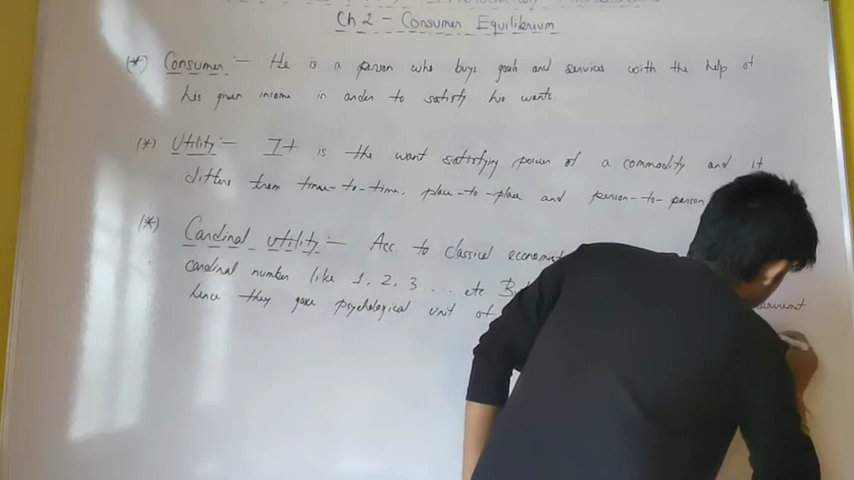 Ch 2 - Consumer Equilibrium
(*) Consumer :- He is a person who buys goods and services with the help of
his given income in order to satisfy his wants.
(*) Utility :- It is the want satisfying power of a commodity and it
differs from time-to-time, place-to-place and person-to-person
(*) Cardinal utility :- Acc. to classical
cardinal number like 1, 2, 3 ... etc.
hence they gave psychological unit of